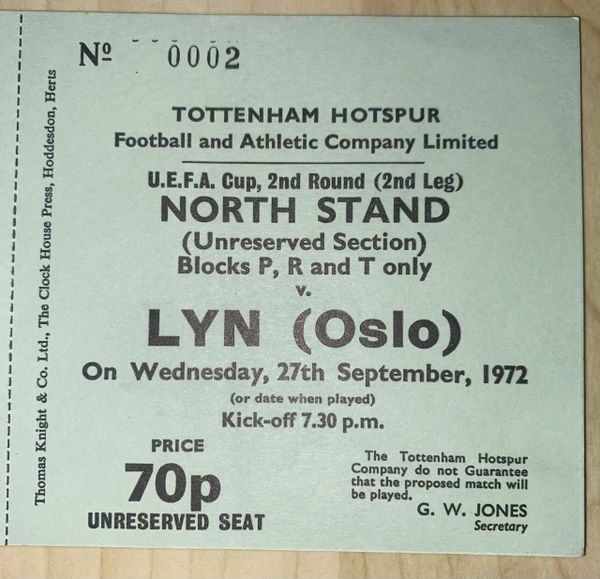 Nº 0002
TOTTENHAM HOTSPUR
Football and Athletic Company Limited
U.E.F.A. Cup, 2nd Round (2nd Leg)
NORTH STAND
(Unreserved Section)
Blocks P, R and T only
v.
LYN (Oslo)
On Wednesday, 27th September, 1972
(or date when played)
Kick-off 7.30 p.m.
PRICE
70p
UNRESERVED SEAT
The Tottenham Hotspur
Company do not Guarantee
that the proposed match will
be played.
G. W. JONES
Secretary
Thomas Knight & Co. Ltd., The Clock House Press, Hoddesdon, Herts